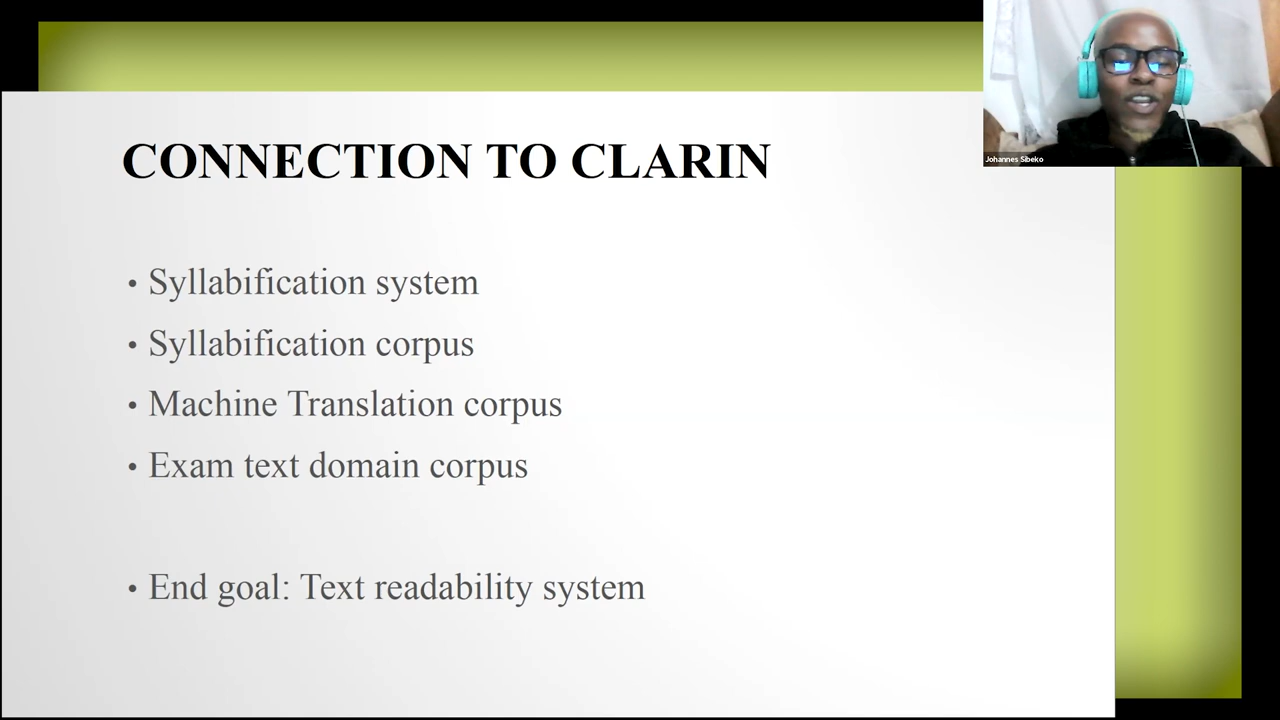 CONNECTION TO CLARIN
• Syllabification system
• Syllabification corpus
• Machine Translation corpus
• Exam text domain corpus
• End goal: Text readability system
Johannes Sibeko